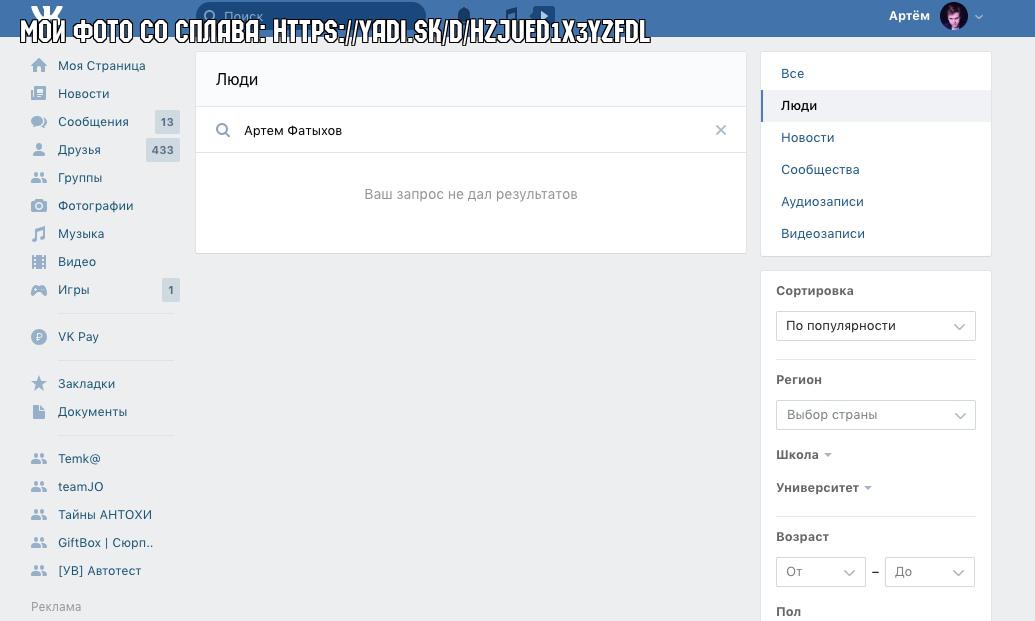 Поиск
Артём
МОИ ФОТО СО СПЛАВА: HTTPS://YADI.SK/D/HZJUED1X3YZFDL
Моя Страница
Новости
Сообщения 13
Друзья 433
Группы
Фотографии
Музыка
Видео
Игры 1
VK Pay
Закладки
Документы
Temk@
teamJO
Тайны АНТОХИ
GiftBox | Сюрп..
[УВ] Автотест
Реклама
Люди
Артем Фатыхов
Ваш запрос не дал результатов
Все
Люди
Новости
Сообщества
Аудиозаписи
Видеозаписи
Сортировка
По популярности
Регион
Выбор страны
Школа
Университет
Возраст
От – До
Пол